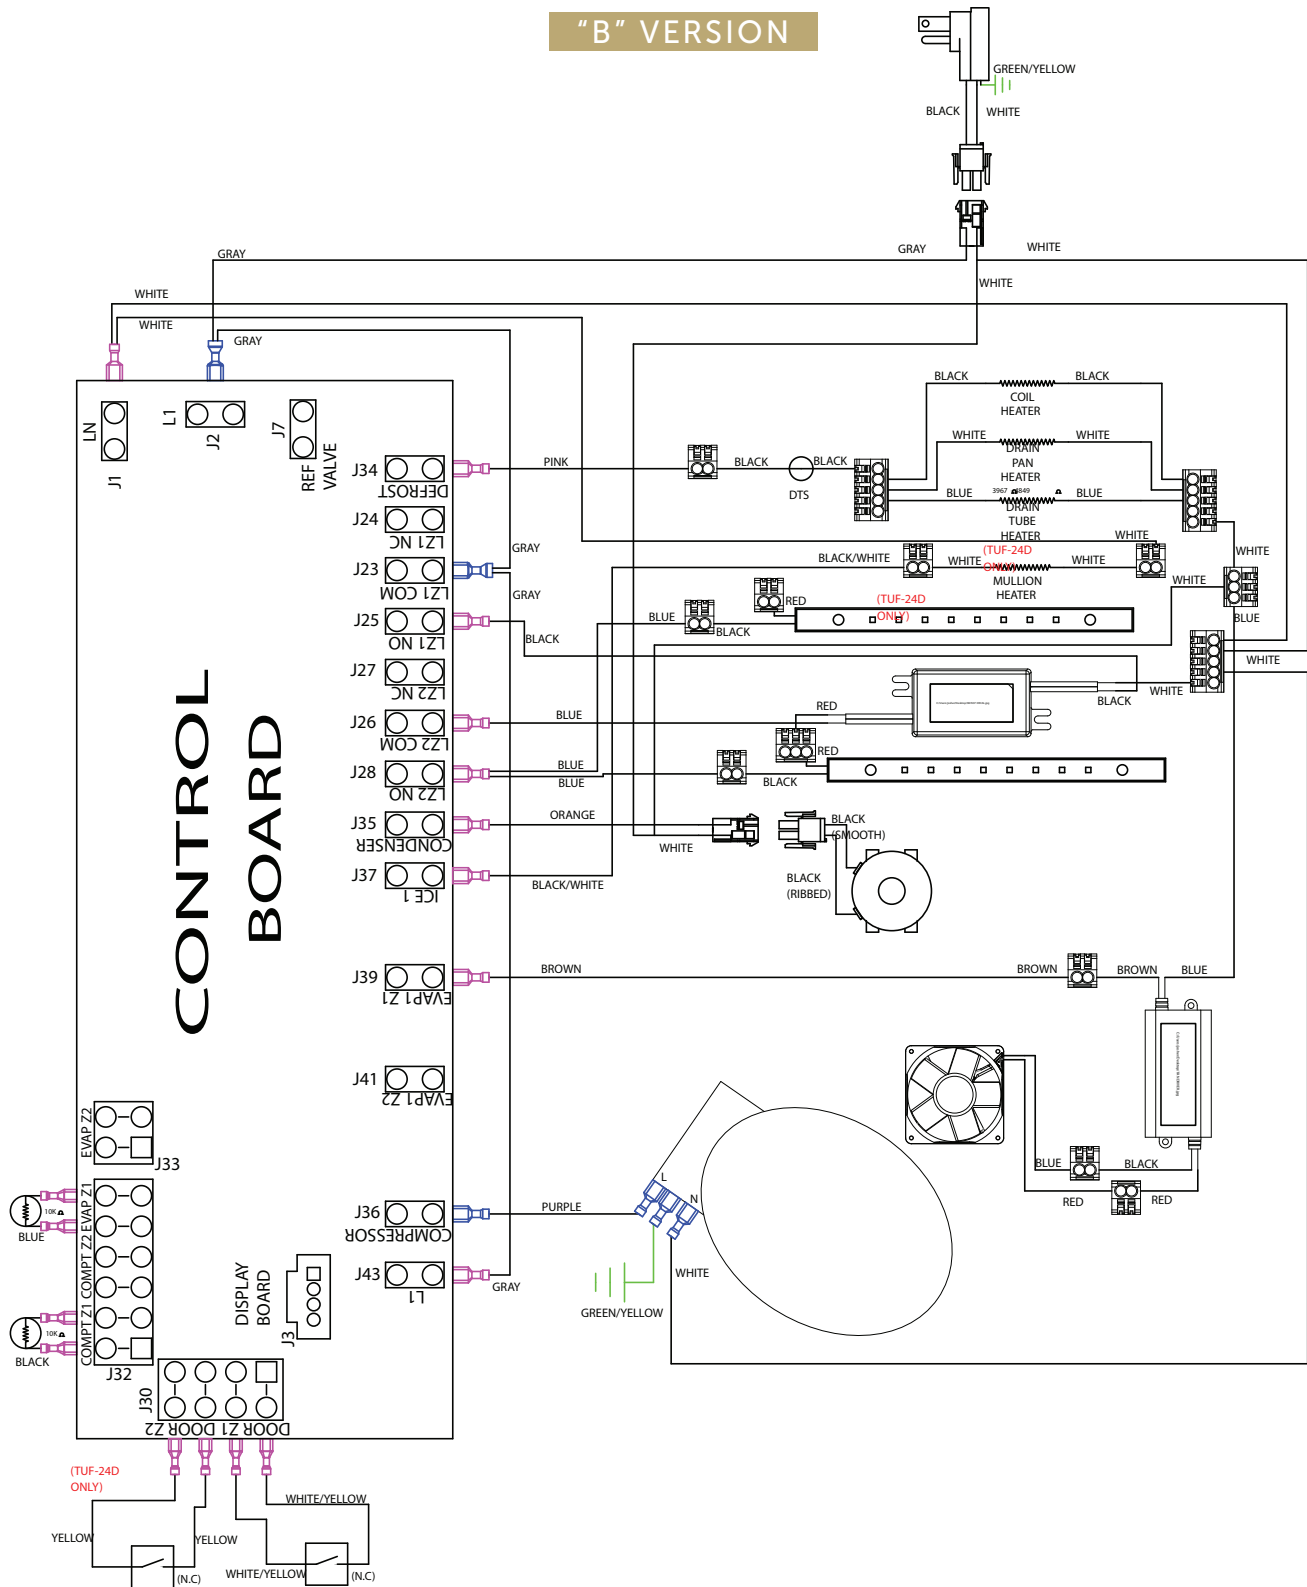 "B" VERSION
GREEN/YELLOW
BLACK
WHITE
GRAY
GRAY
WHITE
WHITE
WHITE
WHITE
GRAY
BLACK
BLACK
COIL
HEATER
LN
J1
L1
J2
J7
REF
VALVE
J34
DEFROST
PINK
BLACK
BLACK
DTS
WHITE
WHITE
DRAIN
PAN
HEATER
BLUE
3967 Ω
3849 Ω
BLUE
DRAIN
TUBE
HEATER
J24
LZ1 NC
GRAY
BLACK/WHITE
WHITE
(TUF-24D
ONLY)
WHITE
WHITE
MULLION
HEATER
WHITE
WHITE
J23
LZ1 COM
GRAY
RED
(TUF-24D
ONLY)
BLUE
BLACK
BLUE
J25
LZ1 NO
BLACK
J27
LZ2 NC
WHITE
WHITE
BLACK
RED
J26
LZ2 COM
BLUE
RED
J28
LZ2 NO
BLUE
BLUE
BLACK
CONTROL
BOARD
J35
CONDENSER
ORANGE
WHITE
BLACK
(SMOOTH)
BLACK
(RIBBED)
J37
ICE 1
BLACK/WHITE
J39
EVAP1 Z1
BROWN
BROWN
BROWN
BLUE
J41
EVAP1 Z2
EVAP Z2
J33
BLUE
BLACK
RED
RED
EVAP Z1
COMPT Z2
COMPT Z1
10K Ω
BLUE
10K Ω
BLACK
J32
J36
COMPRESSOR
PURPLE
L
N
J43
L1
GRAY
WHITE
GREEN/YELLOW
DISPLAY
BOARD
J3
J30
DOOR Z2
DOOR Z1
(TUF-24D
ONLY)
WHITE/YELLOW
YELLOW
YELLOW
WHITE/YELLOW
(N.C)
(N.C)